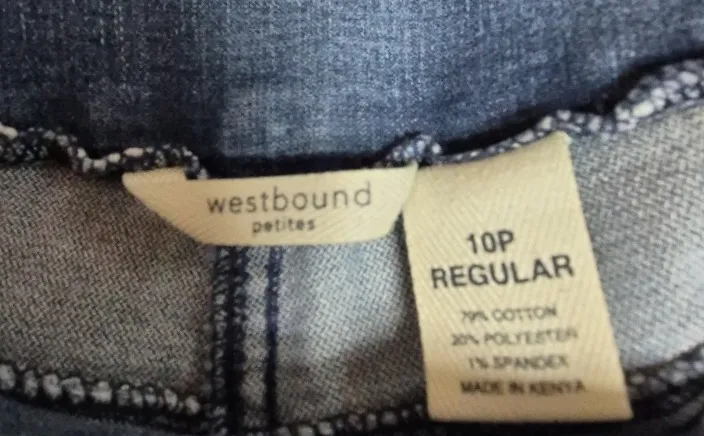 westbound
petites
10P
REGULAR
79% COTTON
20% POLYESTER
1% SPANDEX
MADE IN KENYA